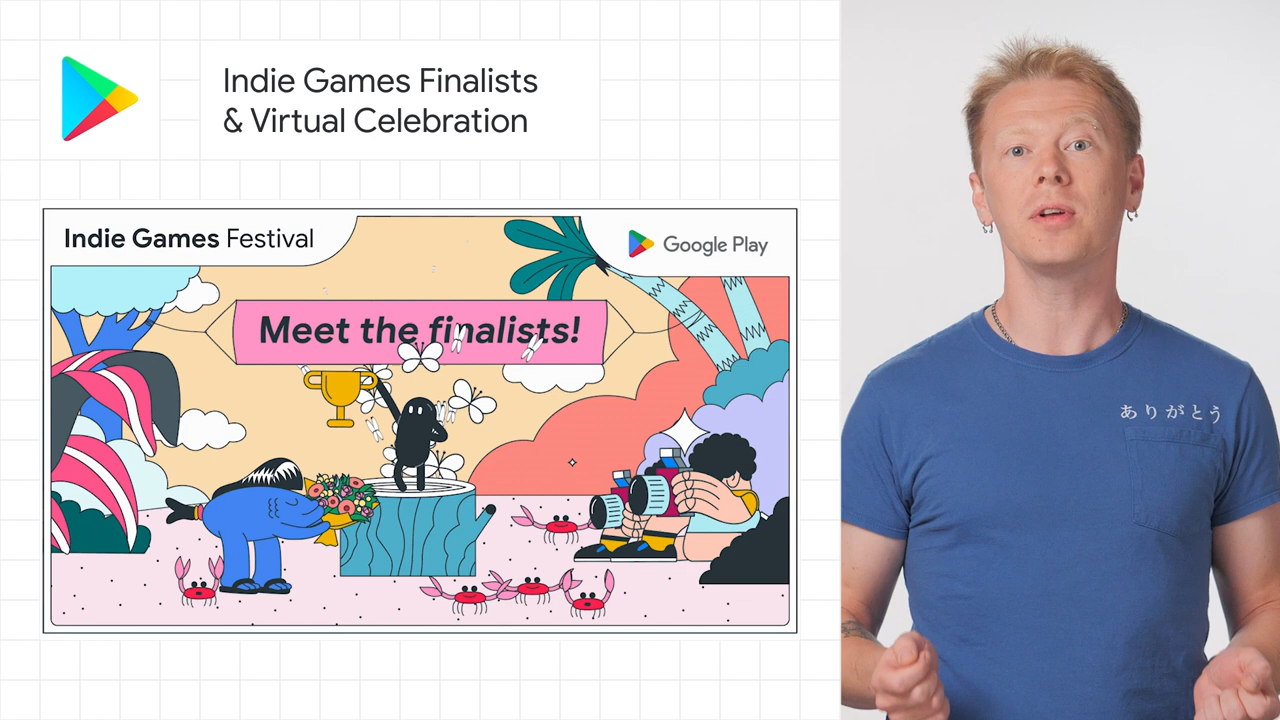 Indie Games Finalists
& Virtual Celebration
Indie Games Festival
Google Play
Meet the finalists!
ありがとう